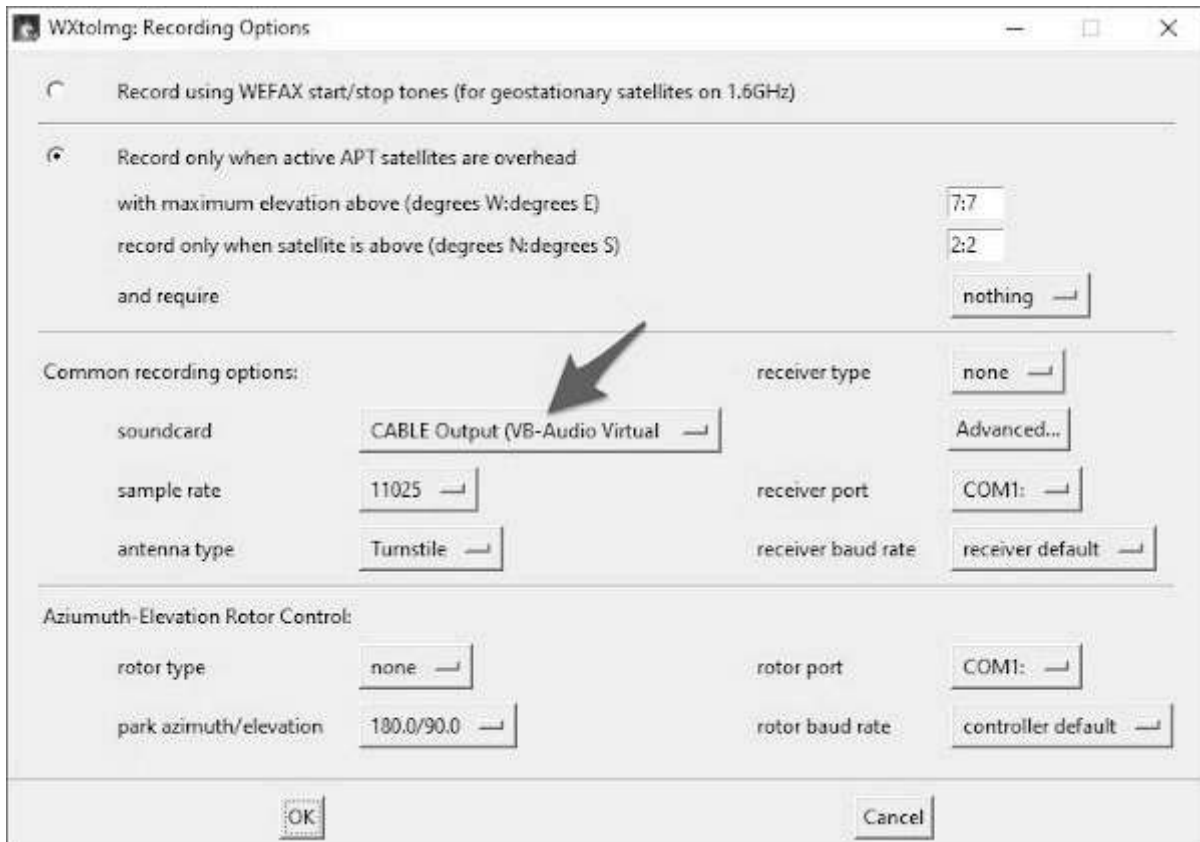 WXtoImg: Recording Options
Record using WEFAX start/stop tones (for geostationary satellites on 1.6GHz)
Record only when active APT satellites are overhead
with maximum elevation above (degrees W:degrees E) 7:7
record only when satellite is above (degrees N:degrees S) 2:2
and require nothing
Common recording options: receiver type none
soundcard CABLE Output (VB-Audio Virtual Advanced...
sample rate 11025 receiver port COM1:
antenna type Turnstile receiver baud rate receiver default
Aziumuth-Elevation Rotor Control:
rotor type none rotor port COM1:
park azimuth/elevation 180.0/90.0 rotor baud rate controller default
OK Cancel